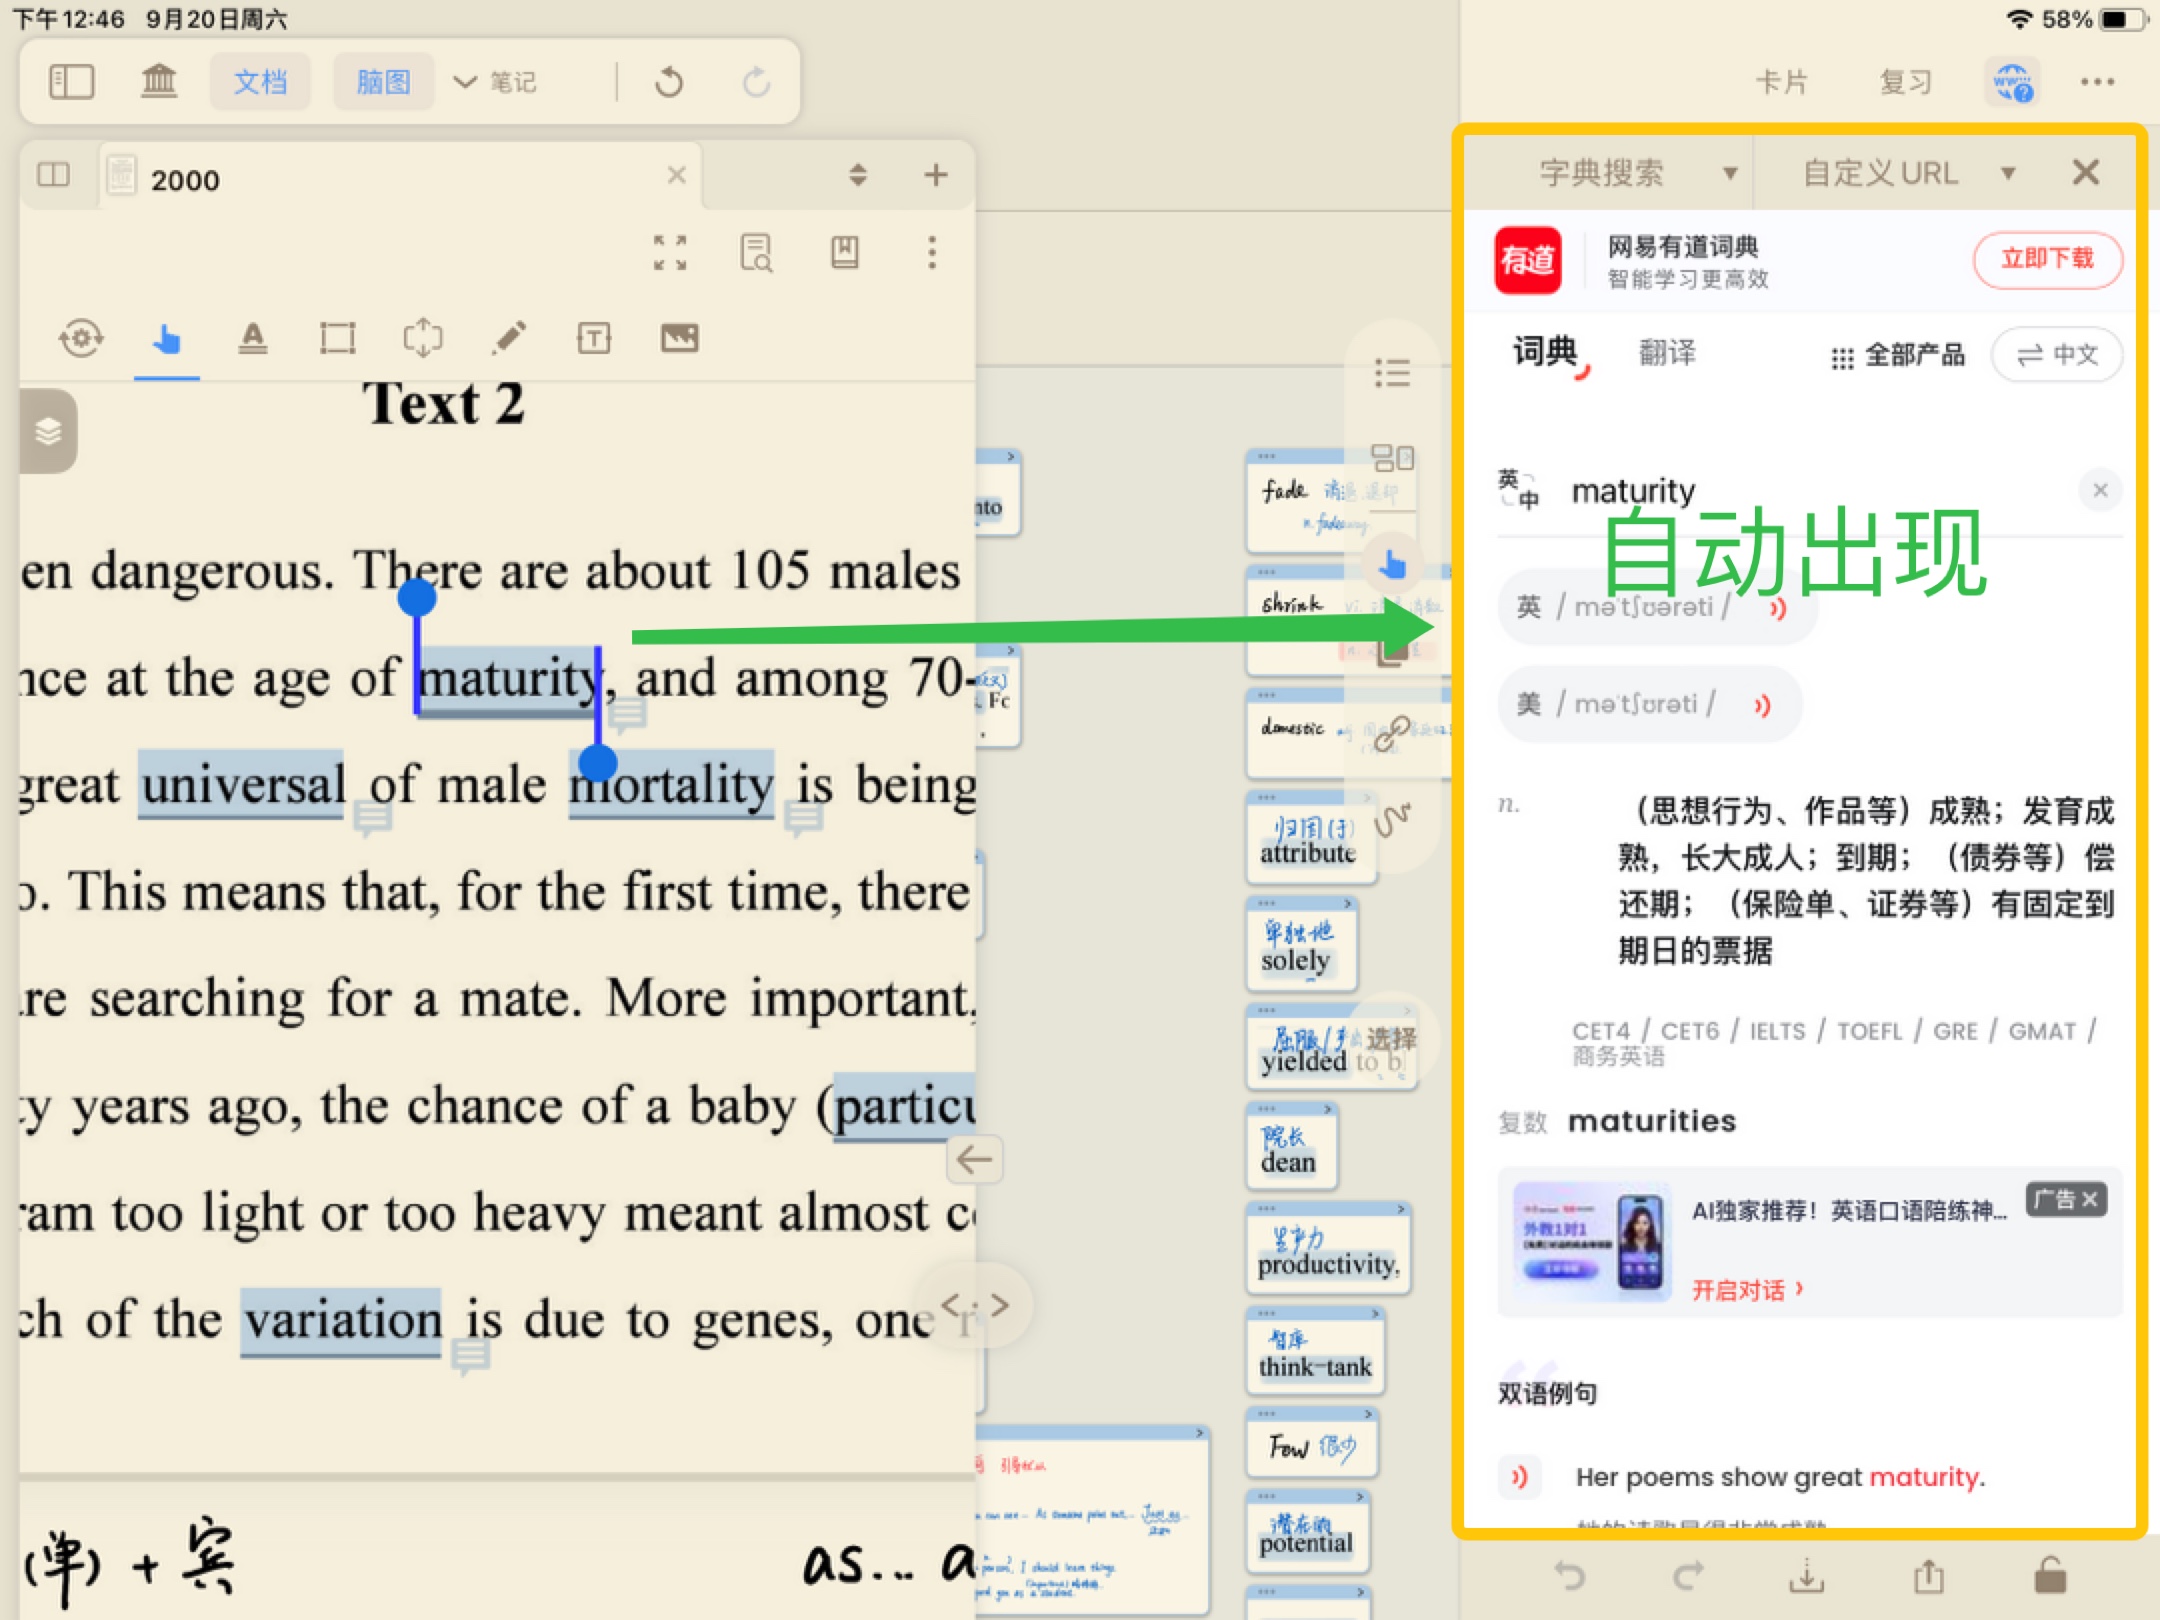 下午12:46 9月20日周六
58%
文档 脑图 笔记
卡片 复习
2000
字典搜索 自定义URL
有道 网易有道词典
智能学习更高效
立即下载
词典 翻译 全部产品 中文
Text 2
en dangerous. There are about 105 males
nce at the age of maturity, and among 70-
great universal of male mortality is being
o. This means that, for the first time, there
re searching for a mate. More important,
ty years ago, the chance of a baby (particu
ram too light or too heavy meant almost c
ch of the variation is due to genes, one
(单) + 宾
as... a
nto
Fc
fade 消退
shrink
domestic
归因(于)
attribute
单独地
solely
屈服/
yielded to b
选择
院长
dean
生产力
productivity,
智库
think-tank
Few 很少
潜在的
potential
英中 maturity
自动出现
英 / məˈtʃʊərəti /
美 / məˈtʃʊrəti /
n. （思想行为、作品等）成熟；发育成
熟，长大成人；到期；（债券等）偿
还期；（保险单、证券等）有固定到
期日的票据
CET4 / CET6 / IELTS / TOEFL / GRE / GMAT /
商务英语
复数 maturities
外教1对1
AI独家推荐！英语口语陪练神...
广告
开启对话
双语例句
Her poems show great maturity.